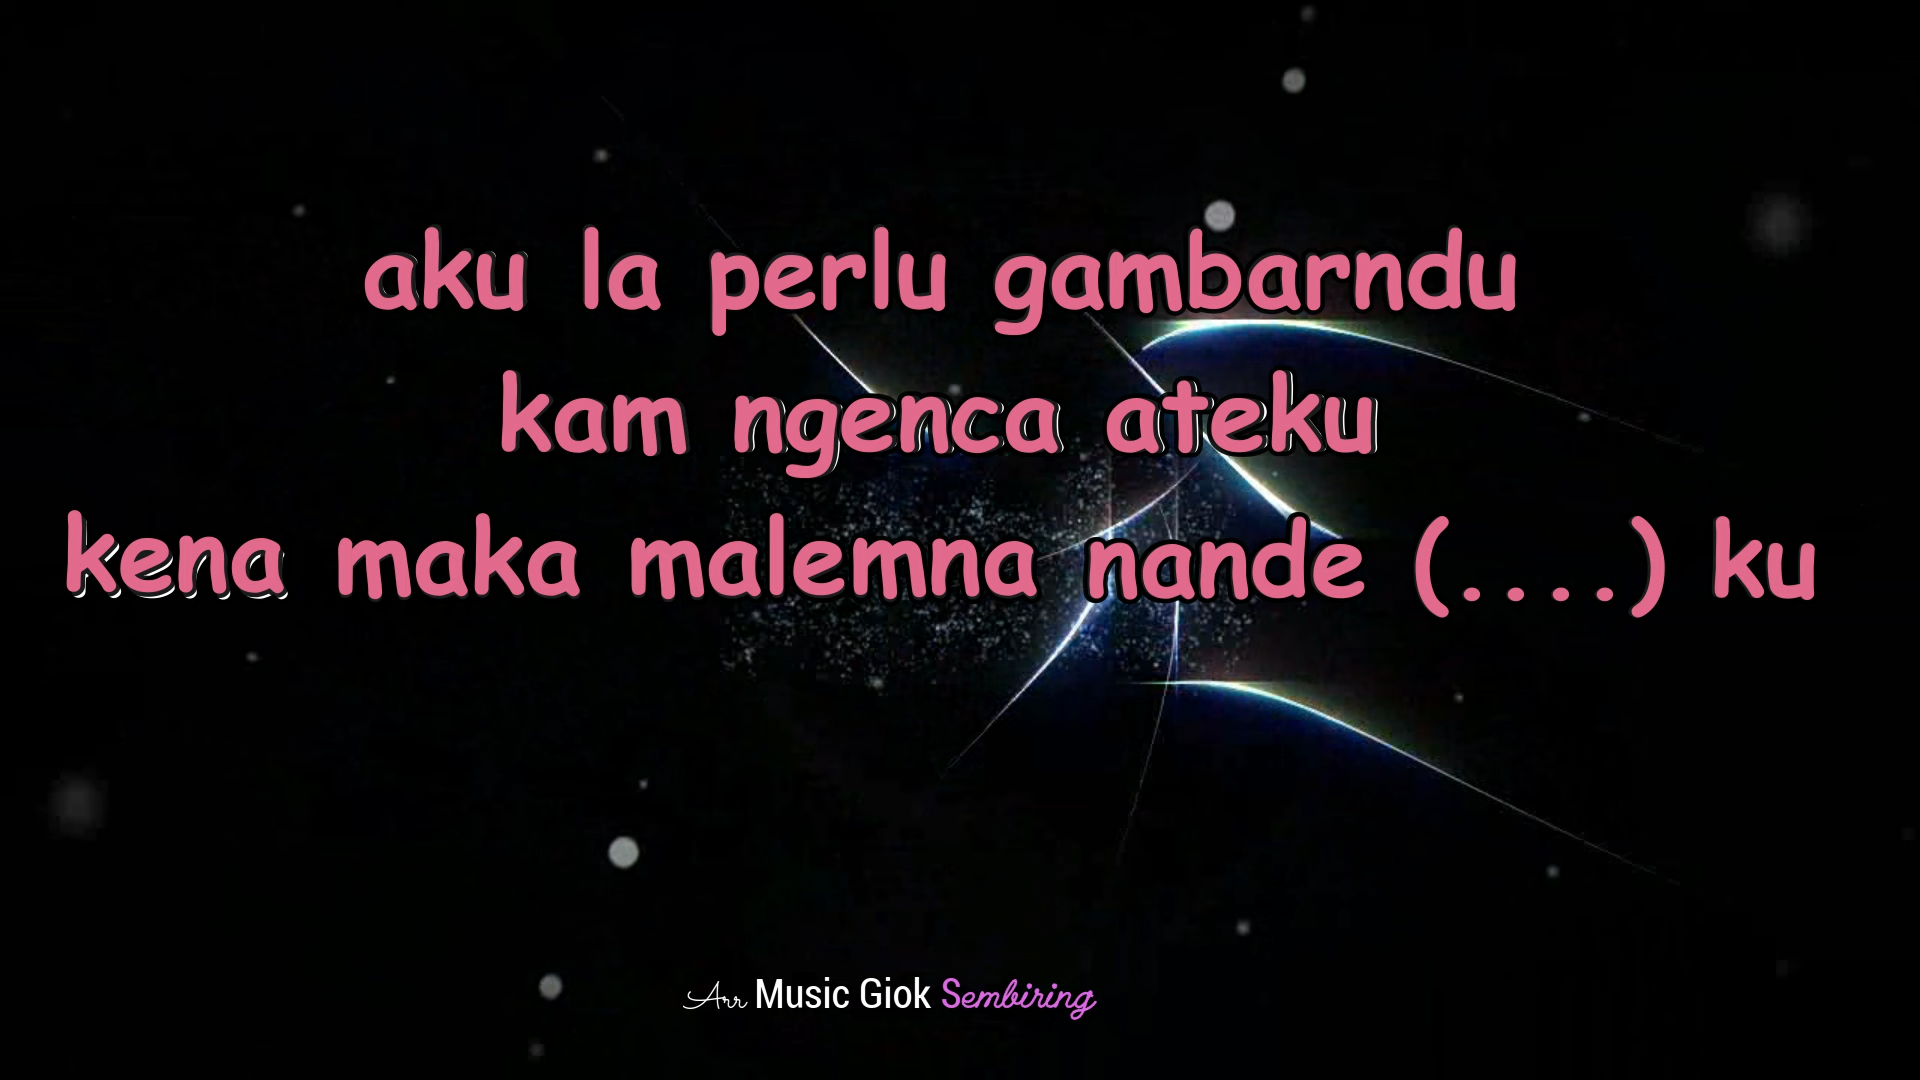 aku la perlu gambarndu
kam ngenca ateku
kena maka malemna nande (....) ku
Arr Music Giok Sembiring